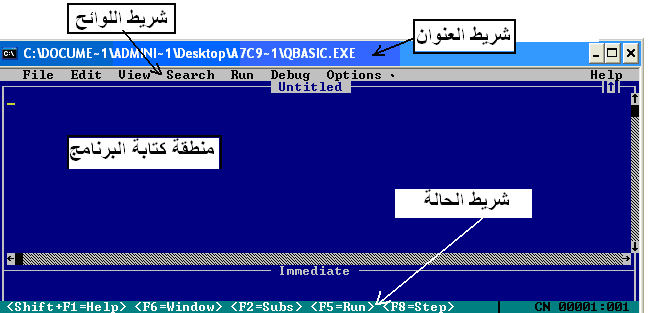 شريط اللوائح
شريط العنوان
C:\DOCUME~1\ADMINI~1\Desktop\A7C9~1\QBASIC.EXE
File Edit View Search Run Debug Options Help
Untitled
منطقة كتابة البرنامج
شريط الحالة
Immediate
<Shift+F1=Help> <F6=Window> <F2=Subs> <F5=Run> <F8=Step> CN 00001:001